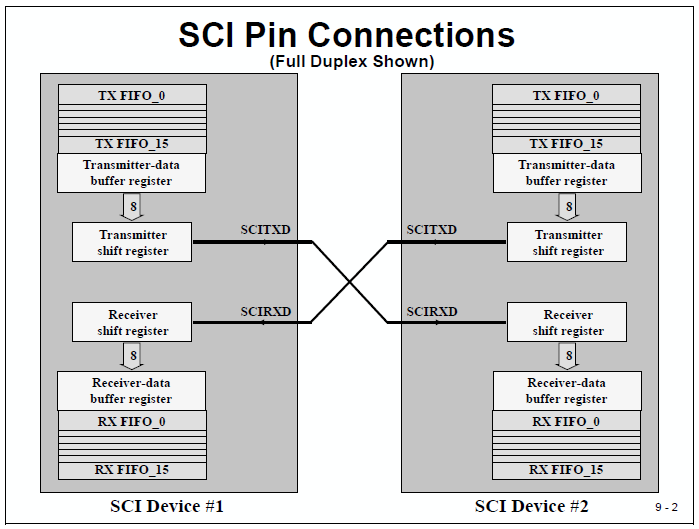 SCI Pin Connections
(Full Duplex Shown)
TX FIFO_0
TX FIFO_15
Transmitter-data
buffer register
8
Transmitter
shift register
SCITXD
Receiver
shift register
SCIRXD
8
Receiver-data
buffer register
RX FIFO_0
RX FIFO_15
SCI Device #1
TX FIFO_0
TX FIFO_15
Transmitter-data
buffer register
8
SCITXD
Transmitter
shift register
SCIRXD
Receiver
shift register
8
Receiver-data
buffer register
RX FIFO_0
RX FIFO_15
SCI Device #2
9 - 2